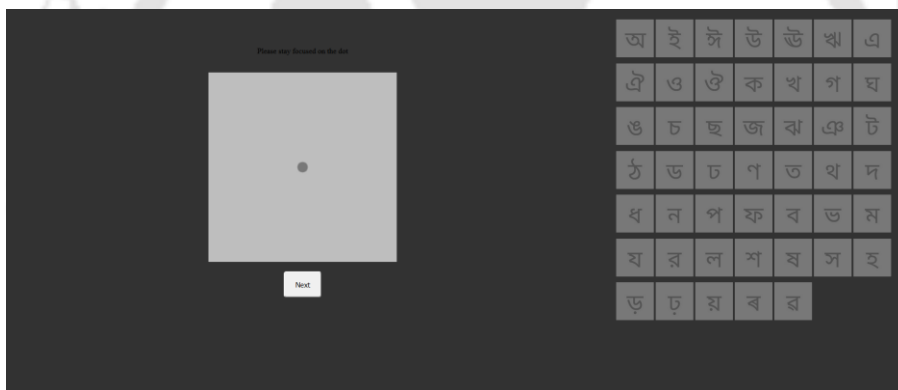 Please stay focused on the dot
Next
অ ই ঈ উ ঊ ঋ এ
ঐ ও ঔ ক খ গ ঘ
ঙ চ ছ জ ঝ ঞ ট
ঠ ড ঢ ণ ত থ দ
ধ ন প ফ ব ভ ম
য র ল শ ষ স হ
ড় ঢ় য় ৰ ৱ